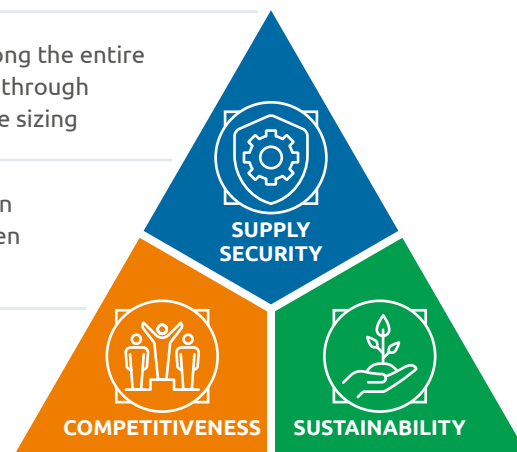 ong the entire
through
e sizing
n
en
SUPPLY
SECURITY
COMPETITIVENESS
SUSTAINABILITY